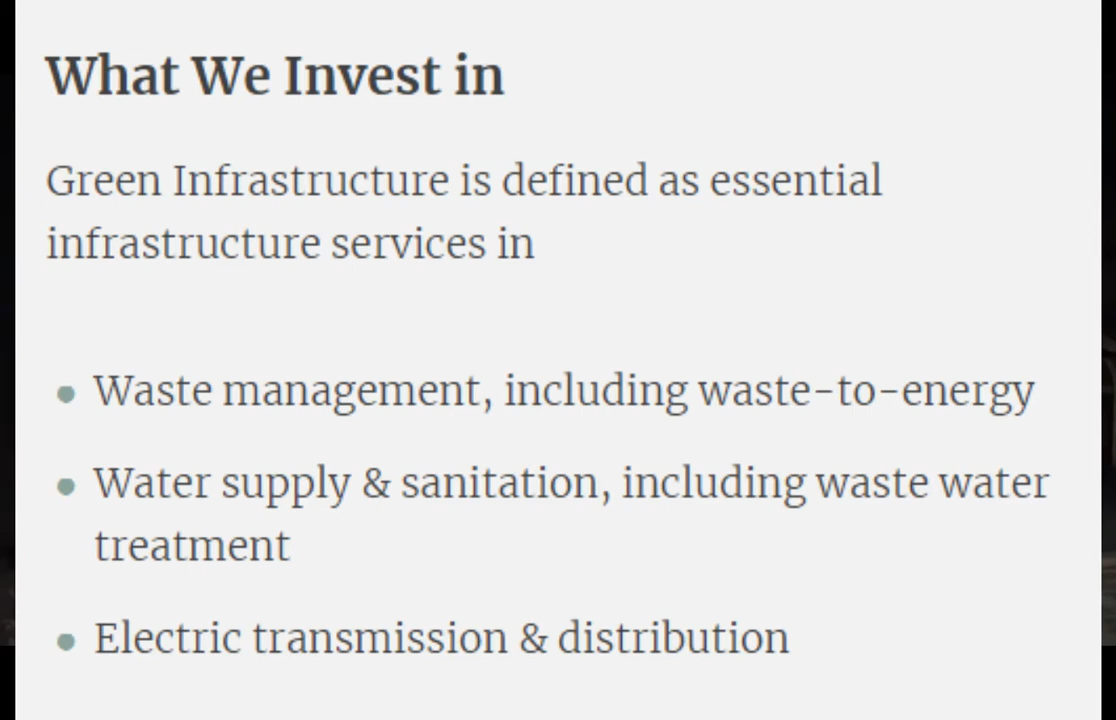 What We Invest in
Green Infrastructure is defined as essential
infrastructure services in
Waste management, including waste-to-energy
Water supply & sanitation, including waste water
treatment
Electric transmission & distribution